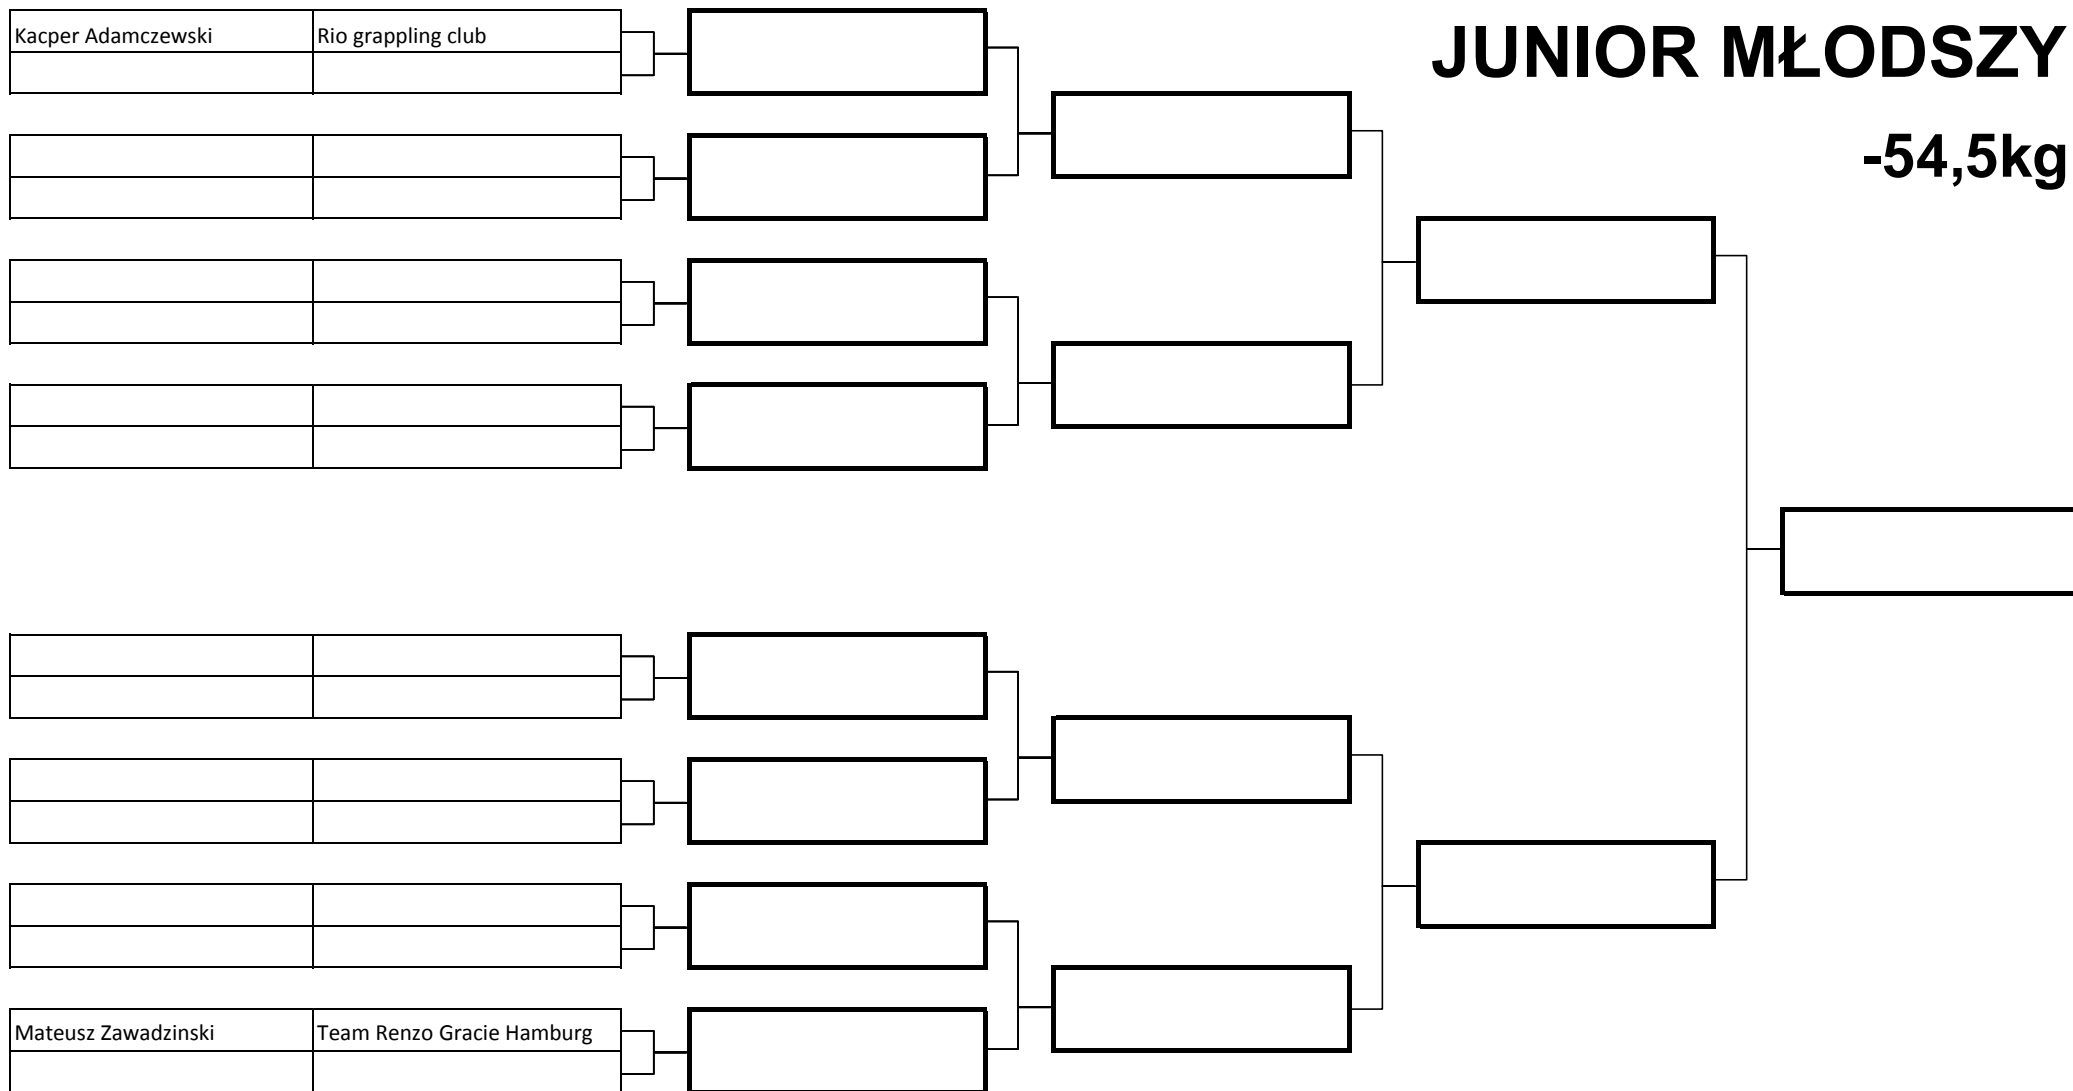 JUNIOR MŁODSZY
-54,5kg
Kacper Adamczewski Rio grappling club
Mateusz Zawadzinski Team Renzo Gracie Hamburg